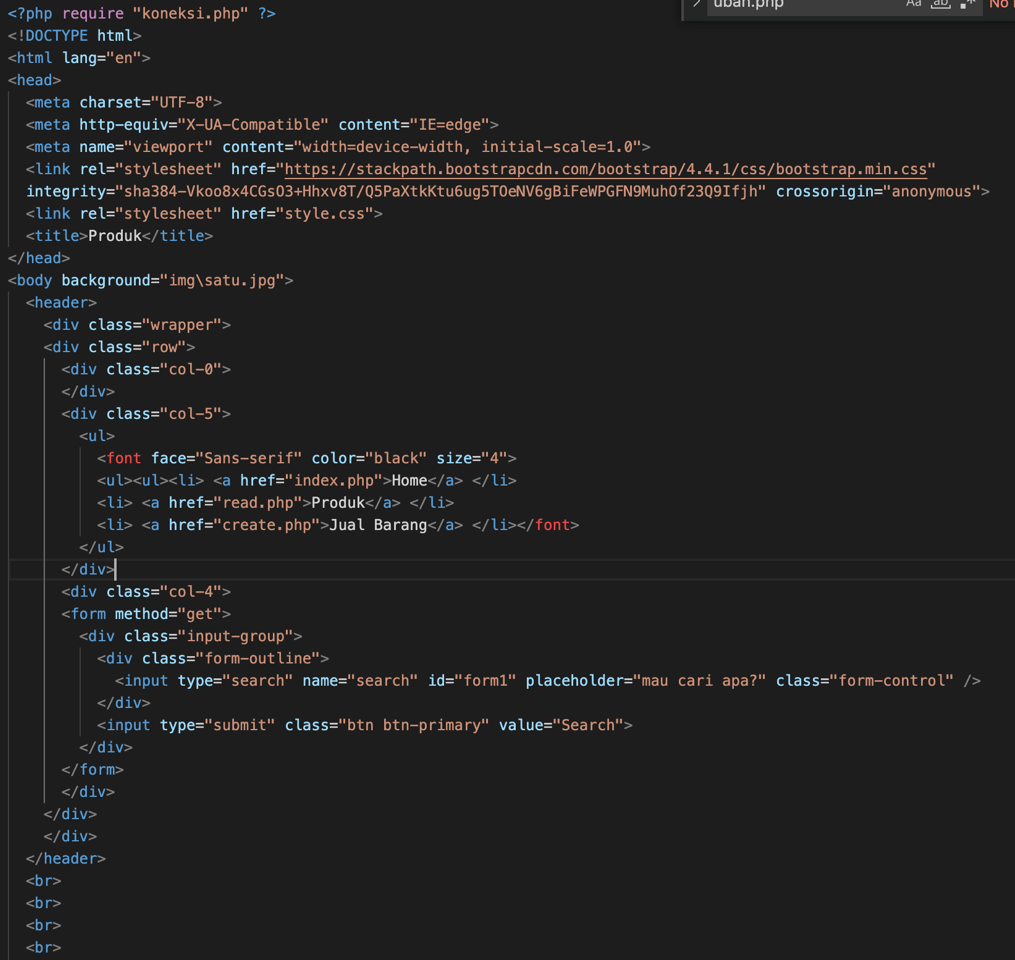 uban.php Aa ab No
<?php require "koneksi.php" ?>
<!DOCTYPE html>
<html lang="en">
<head>
<meta charset="UTF-8">
<meta http-equiv="X-UA-Compatible" content="IE=edge">
<meta name="viewport" content="width=device-width, initial-scale=1.0">
<link rel="stylesheet" href="https://stackpath.bootstrapcdn.com/bootstrap/4.4.1/css/bootstrap.min.css"
integrity="sha384-Vkoo8x4CGsO3+Hhxv8T/Q5PaXtkKtu6ug5TOeNV6gBiFeWPGFN9MuhOf23Q9Ifjh" crossorigin="anonymous">
<link rel="stylesheet" href="style.css">
<title>Produk</title>
</head>
<body background="img\satu.jpg">
<header>
<div class="wrapper">
<div class="row">
<div class="col-0">
</div>
<div class="col-5">
<ul>
<font face="Sans-serif" color="black" size="4">
<ul><ul><li> <a href="index.php">Home</a> </li>
<li> <a href="read.php">Produk</a> </li>
<li> <a href="create.php">Jual Barang</a> </li></font>
</ul>
</div>
<div class="col-4">
<form method="get">
<div class="input-group">
<div class="form-outline">
<input type="search" name="search" id="form1" placeholder="mau cari apa?" class="form-control" />
</div>
<input type="submit" class="btn btn-primary" value="Search">
</div>
</form>
</div>
</div>
</div>
</header>
<br>
<br>
<br>
<br>